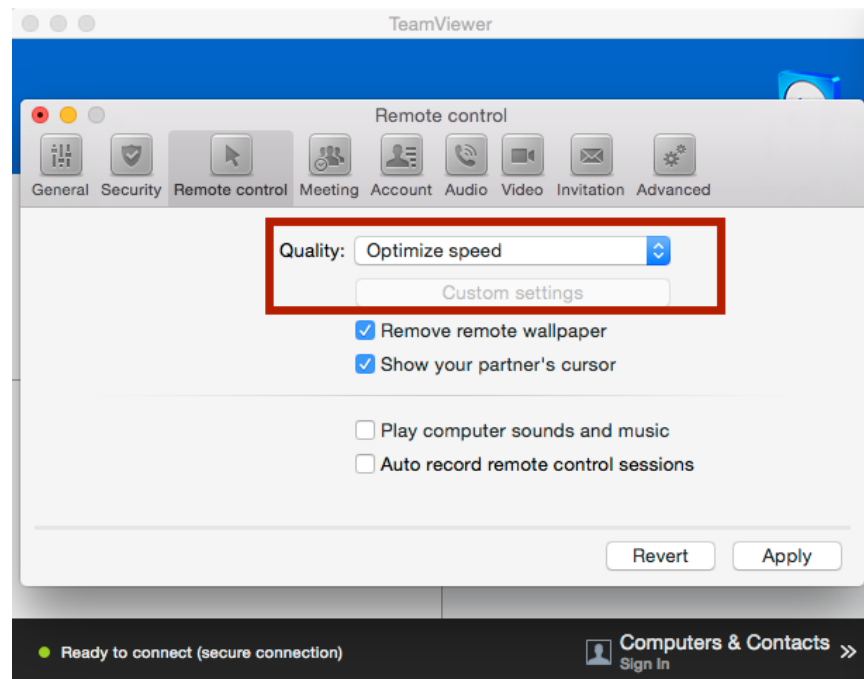 TeamViewer
Remote control
General Security Remote control Meeting Account Audio Video Invitation Advanced
Quality: Optimize speed
Custom settings
Remove remote wallpaper
Show your partner's cursor
Play computer sounds and music
Auto record remote control sessions
Revert Apply
Ready to connect (secure connection)
Computers & Contacts »
Sign In